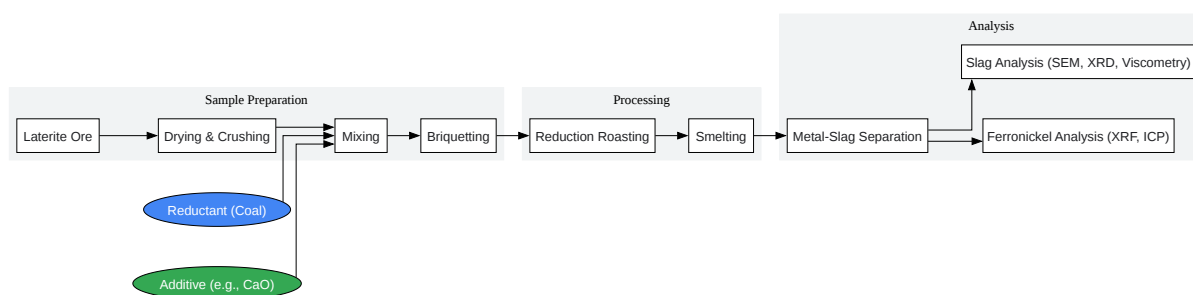 Analysis
Slag Analysis (SEM, XRD, Viscometry)
Sample Preparation
Processing
Laterite Ore
Drying & Crushing
Mixing
Briquetting
Reduction Roasting
Smelting
Metal-Slag Separation
Ferronickel Analysis (XRF, ICP)
Reductant (Coal)
Additive (e.g., CaO)